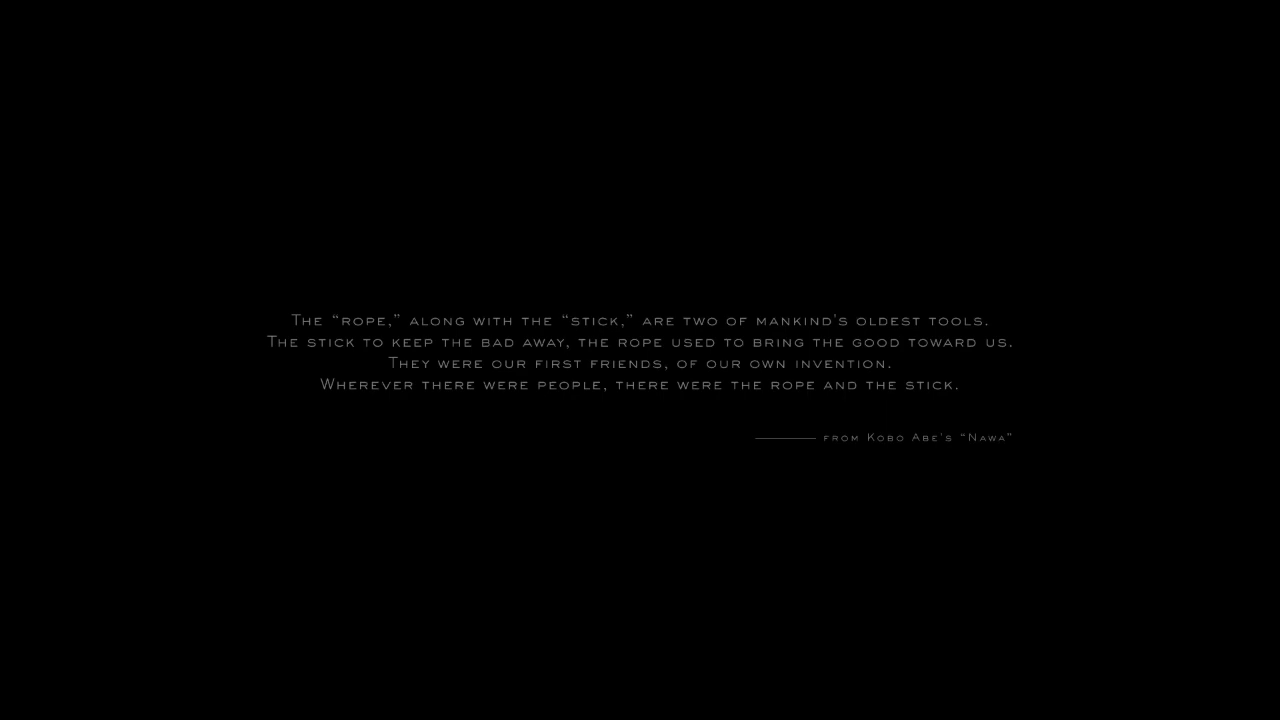 The “rope,” along with the “stick,” are two of mankind's oldest tools.
The stick to keep the bad away, the rope used to bring the good toward us.
They were our first friends, of our own invention.
Wherever there were people, there were the rope and the stick.
from Kobo Abe's “Nawa”